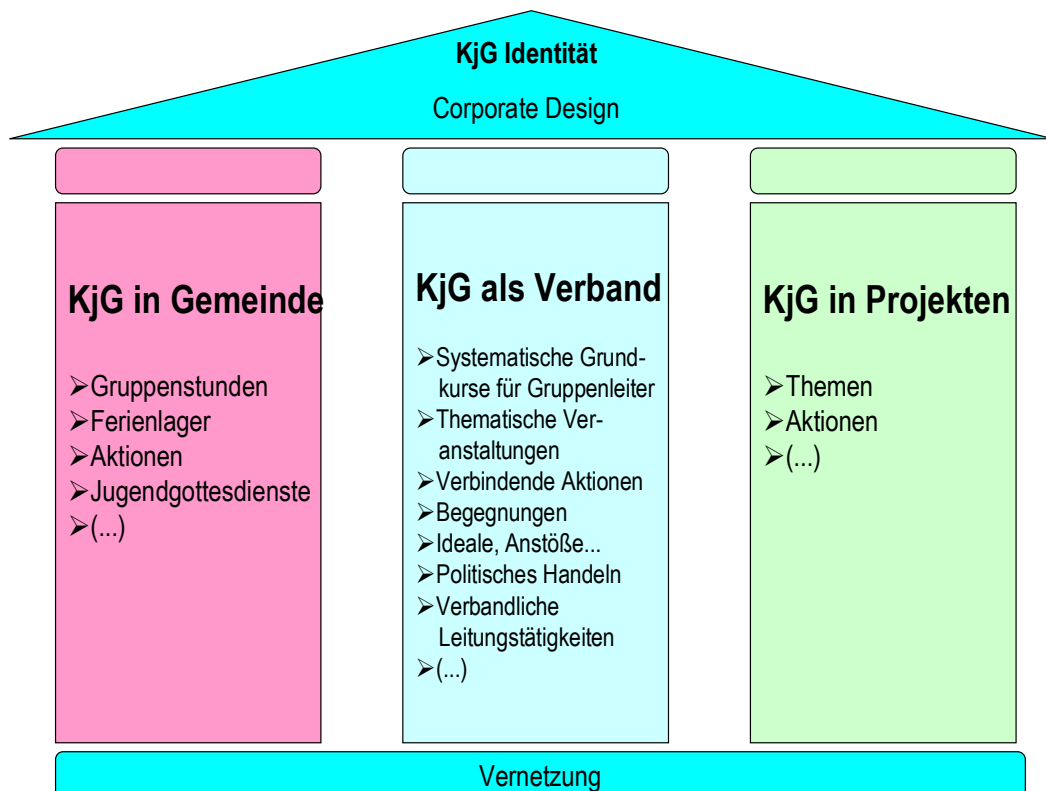 KjG Identität
Corporate Design
KjG in Gemeinde
➢Gruppenstunden
➢Ferienlager
➢Aktionen
➢Jugendgottesdienste
➢(...)
KjG als Verband
➢Systematische Grund-
kurse für Gruppenleiter
➢Thematische Ver-
anstaltungen
➢Verbindende Aktionen
➢Begegnungen
➢Ideale, Anstöße...
➢Politisches Handeln
➢Verbandliche
Leitungstätigkeiten
➢(...)
KjG in Projekten
➢Themen
➢Aktionen
➢(...)
Vernetzung